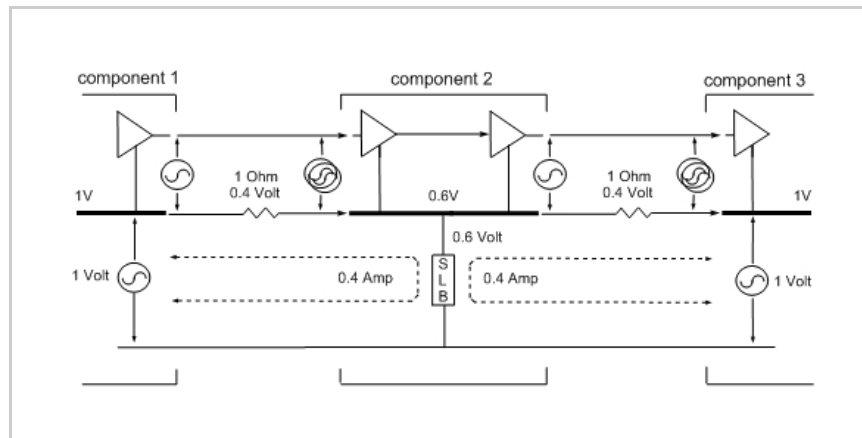 component 1
component 2
component 3
1 Ohm
0.4 Volt
1 Ohm
0.4 Volt
1V
0.6V
1V
0.6 Volt
1 Volt
0.4 Amp
S
L
B
0.4 Amp
1 Volt